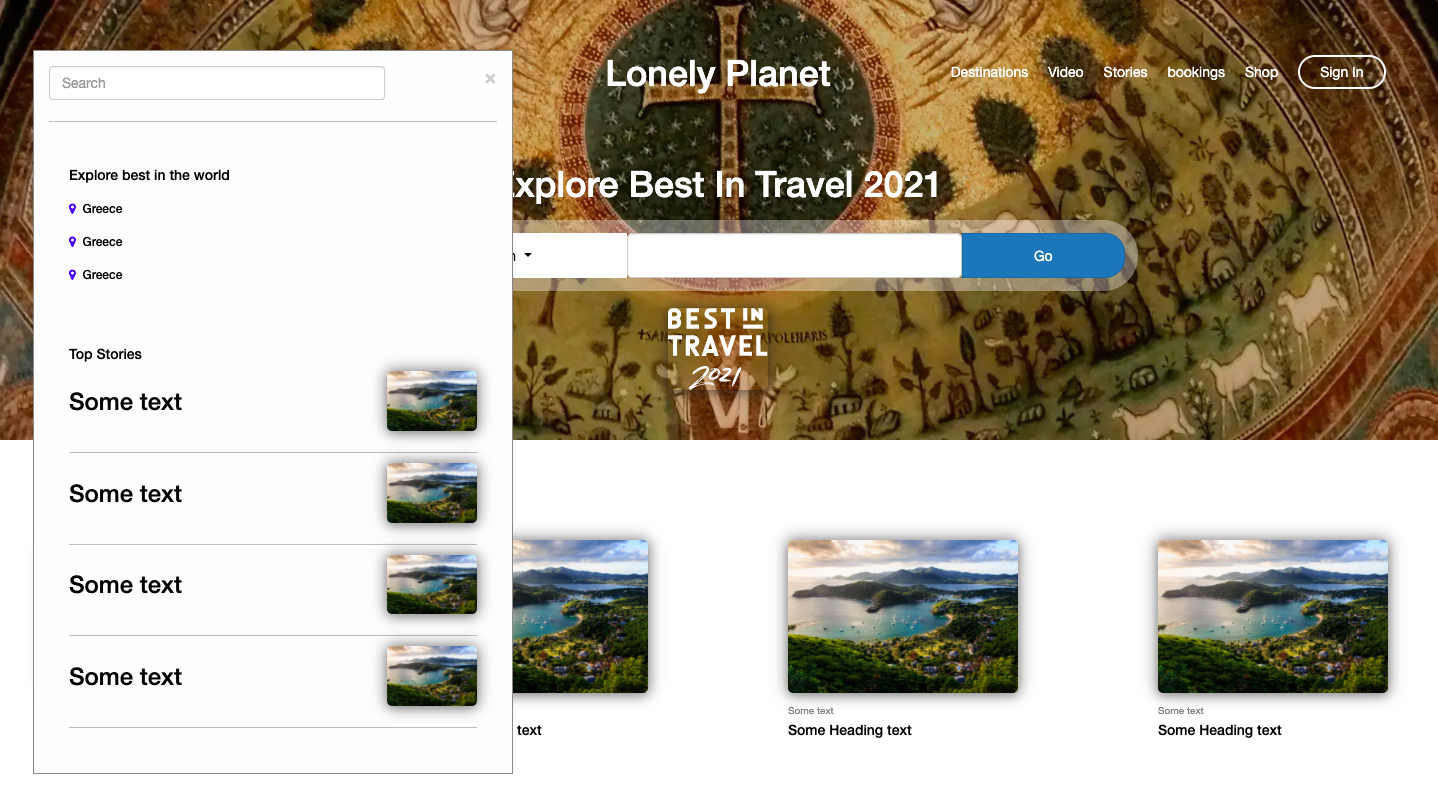 Search
×
Explore best in the world
Greece
Greece
Greece
Top Stories
Some text
Some text
Some text
Some text
Lonely Planet
Destinations Video Stories bookings Shop Sign In
Explore Best In Travel 2021
Go
BEST IN
TRAVEL
2021
text
Some text
Some Heading text
Some text
Some Heading text